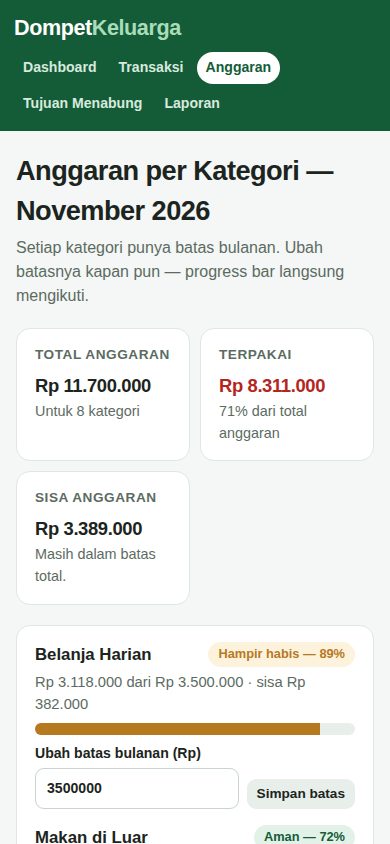 DompetKeluarga
Dashboard Transaksi Anggaran
Tujuan Menabung Laporan
Anggaran per Kategori —
November 2026
Setiap kategori punya batas bulanan. Ubah
batasnya kapan pun — progress bar langsung
mengikuti.
TOTAL ANGGARAN
Rp 11.700.000
Untuk 8 kategori
TERPAKAI
Rp 8.311.000
71% dari total
anggaran
SISA ANGGARAN
Rp 3.389.000
Masih dalam batas
total.
Belanja Harian
Hampir habis — 89%
Rp 3.118.000 dari Rp 3.500.000 · sisa Rp
382.000
Ubah batas bulanan (Rp)
3500000
Simpan batas
Makan di Luar
Aman — 72%